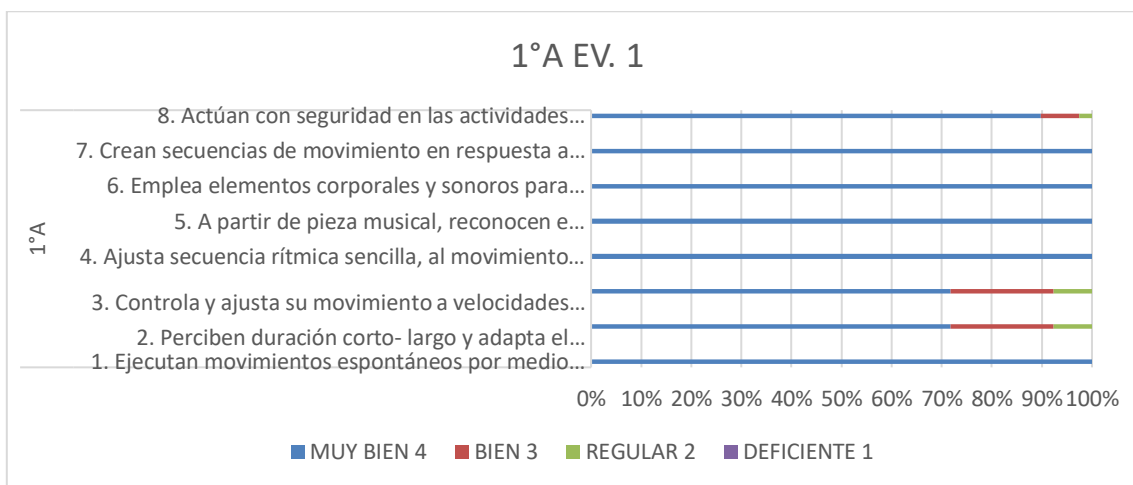 1°A EV. 1
8. Actúan con seguridad en las actividades...
7. Crean secuencias de movimiento en respuesta a...
6. Emplea elementos corporales y sonoros para...
5. A partir de pieza musical, reconocen e...
4. Ajusta secuencia rítmica sencilla, al movimiento...
3. Controla y ajusta su movimiento a velocidades...
2. Perciben duración corto- largo y adapta el...
1. Ejecutan movimientos espontáneos por medio...
1°A
0% 10% 20% 30% 40% 50% 60% 70% 80% 90% 100%
MUY BIEN 4 BIEN 3 REGULAR 2 DEFICIENTE 1